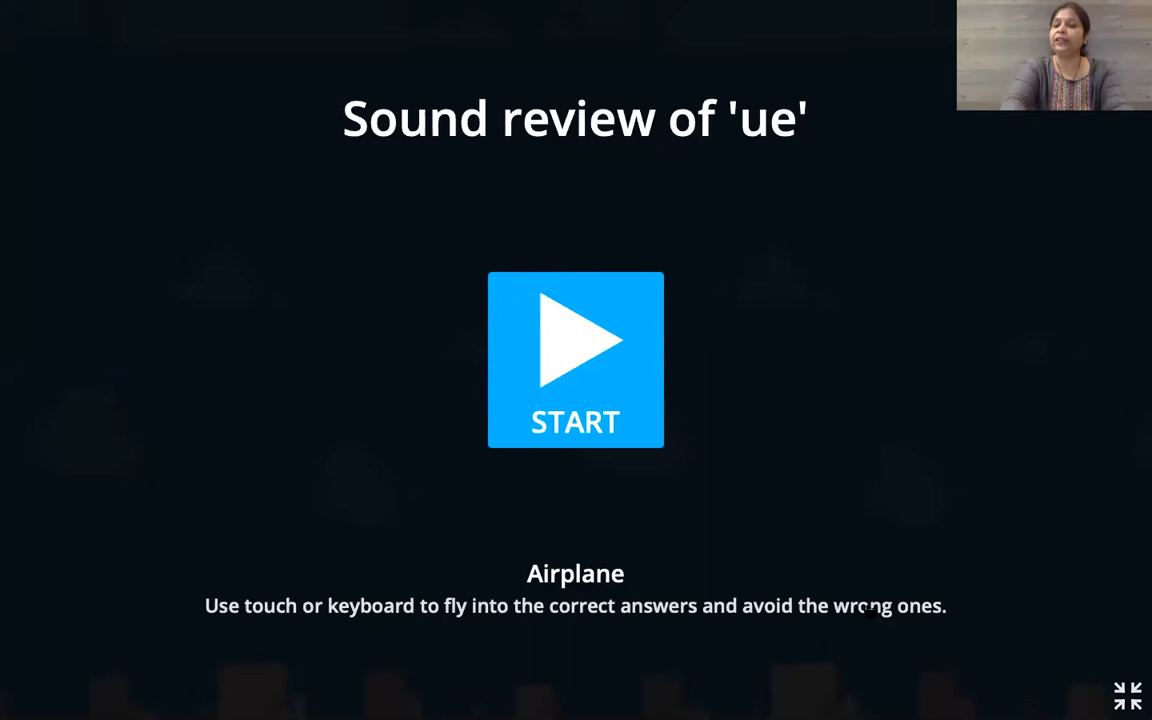 Sound review of 'ue'
START
Airplane
Use touch or keyboard to fly into the correct answers and avoid the wrong ones.